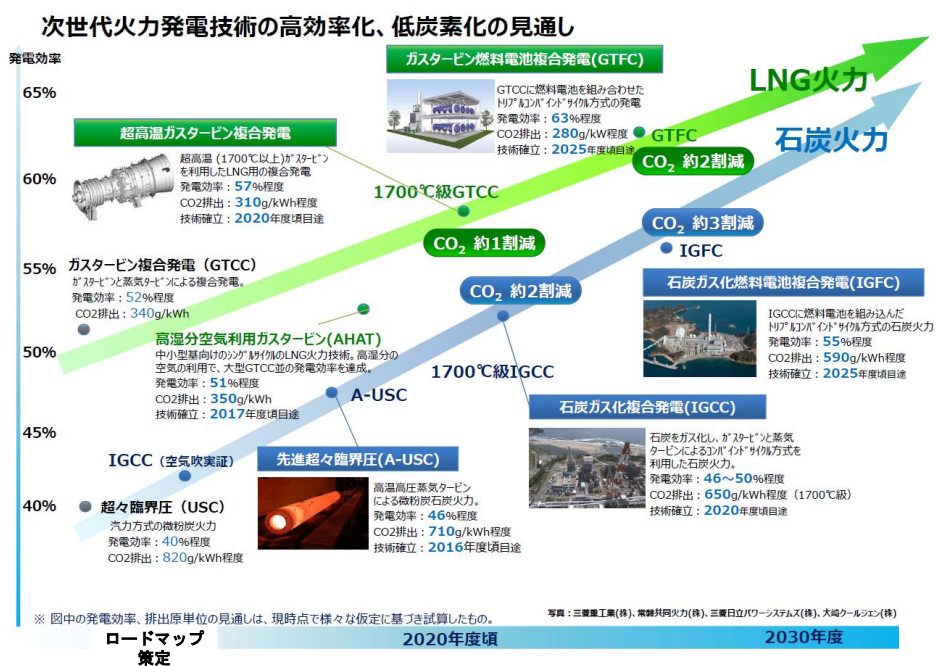 次世代火力発電技術の高効率化、低炭素化の見通し
発電効率
65%
60%
55%
50%
45%
40%
LNG火力
石炭火力
ガスタービン燃料電池複合発電(GTFC)
GTCCに燃料電池を組み合わせた
トリプルコンバインドサイクル方式の発電
発電効率：63%程度
CO2排出：280g/kW程度
技術確立：2025年度頃目途
GTFC
CO2 約2割減
超高温ガスタービン複合発電
超高温 (1700℃以上)ガスタービン
を利用したLNG用の複合発電
発電効率：57%程度
CO2排出：310g/kWh程度
技術確立：2020年度頃目途
1700℃級GTCC
CO2 約1割減
CO2 約3割減
IGFC
ガスタービン複合発電（GTCC)
ガスタービンと蒸気タービンによる複合発電。
発電効率：52%程度
CO2排出：340g/kWh
CO2 約2割減
石炭ガス化燃料電池複合発電(IGFC)
IGCCに燃料電池を組み込んだ
トリプルコンバインドサイクル方式の石炭火力
発電効率：55%程度
CO2排出：590g/kWh程度
技術確立：2025年度頃目途
高湿分空気利用ガスタービン(AHAT)
中小型基向けのシングルサイクルのLNG火力技術。高湿分の
空気の利用で、大型GTCC並の発電効率を達成。
発電効率：51%程度
CO2排出：350g/kWh
技術確立：2017年度頃目途
1700℃級IGCC
A-USC
石炭ガス化複合発電(IGCC)
石炭をガス化し、ガスタービンと蒸気
タービンによるコンバインドサイクル方式を
利用した石炭火力。
発電効率：46～50%程度
CO2排出：650g/kWh程度（1700℃級）
技術確立：2020年度頃目途
IGCC（空気吹実証）
先進超々臨界圧(A-USC)
高温高圧蒸気タービン
による微粉炭石炭火力。
発電効率：46%程度
CO2排出：710g/kWh程度
技術確立：2016年度頃目途
超々臨界圧（USC)
汽力方式の微粉炭火力
発電効率：40%程度
CO2排出：820g/kWh程度
※ 図中の発電効率、排出原単位の見通しは、現時点で様々な仮定に基づき試算したもの。
写真：三菱重工業(株)、常磐共同火力(株)、三菱日立パワーシステムズ(株)、大崎クールジェン(株)
ロードマップ
策定
2020年度頃
2030年度